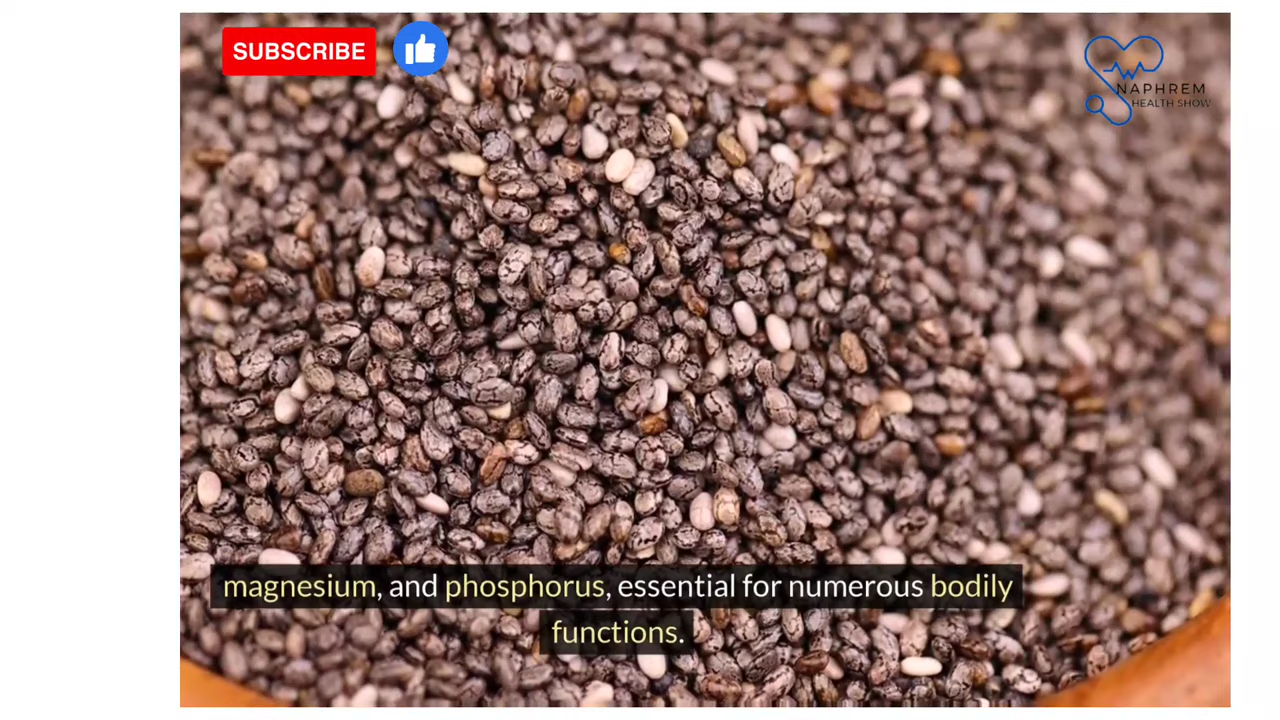 SUBSCRIBE
NAPHREM
HEALTH SHOW
magnesium, and phosphorus, essential for numerous bodily
functions.